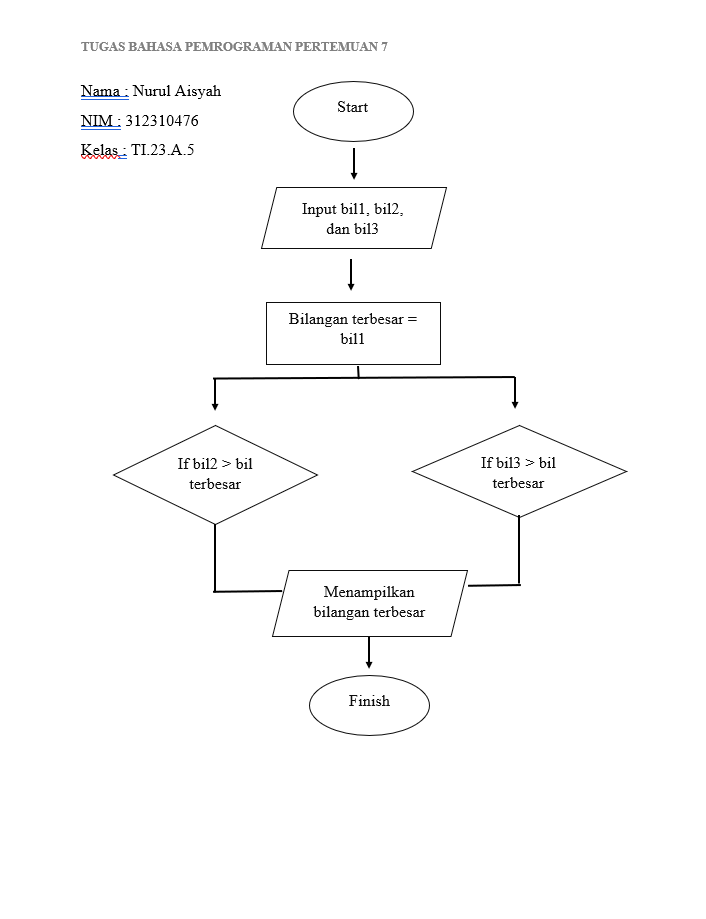 TUGAS BAHASA PEMROGRAMAN PERTEMUAN 7
Nama : Nurul Aisyah
NIM : 312310476
Kelas : TI.23.A.5
Start
Input bil1, bil2,
dan bil3
Bilangan terbesar =
bil1
If bil2 > bil
terbesar
If bil3 > bil
terbesar
Menampilkan
bilangan terbesar
Finish